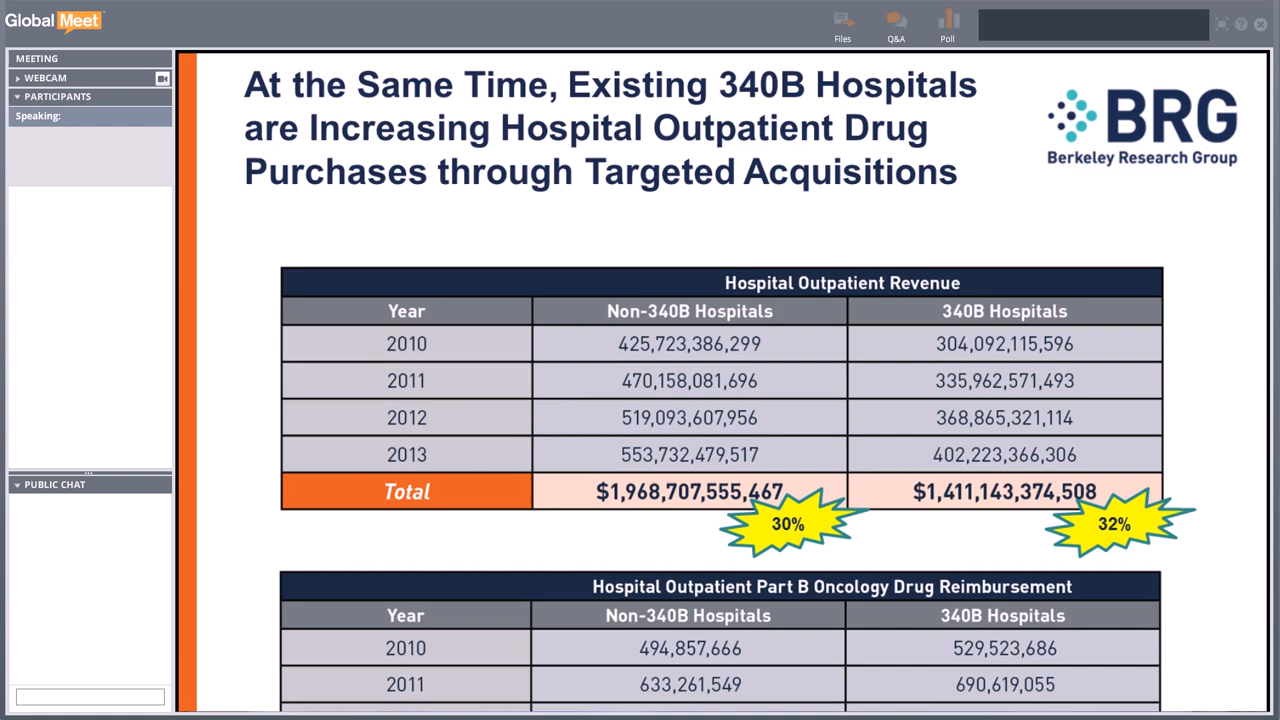 Global Meet
Files
Q&A
Poll
MEETING
WEBCAM
PARTICIPANTS
Speaking:
PUBLIC CHAT
At the Same Time, Existing 340B Hospitals
are Increasing Hospital Outpatient Drug
Purchases through Targeted Acquisitions
BRG
Berkeley Research Group
Hospital Outpatient Revenue
Year Non-340B Hospitals 340B Hospitals
2010 425,723,386,299 304,092,115,596
2011 470,158,081,696 335,962,571,493
2012 519,093,607,956 368,865,321,114
2013 553,732,479,517 402,223,366,306
Total $1,968,707,555,467 $1,411,143,374,508
30% 32%
Hospital Outpatient Part B Oncology Drug Reimbursement
Year Non-340B Hospitals 340B Hospitals
2010 494,857,666 529,523,686
2011 633,261,549 690,619,055